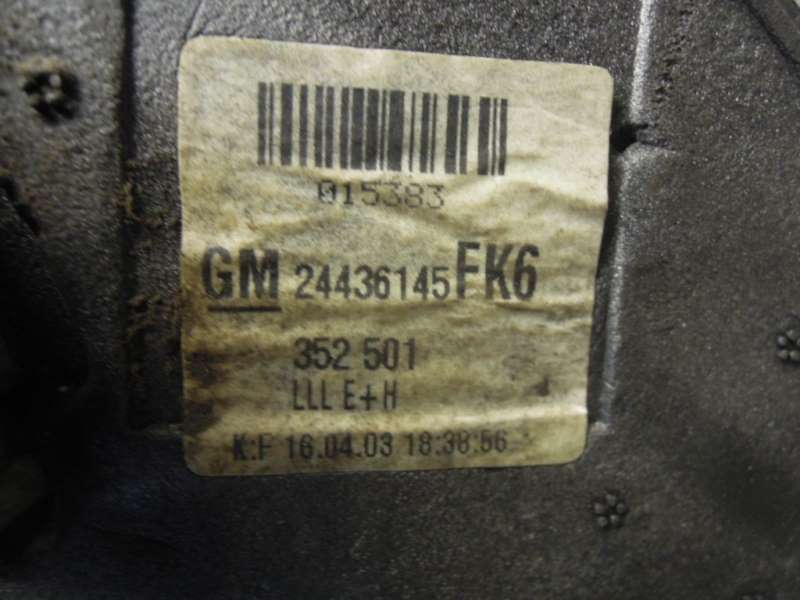 015383
GM 24436145 FK6
352 501
LLL E+H
K:F 16.04.03 18:38:56